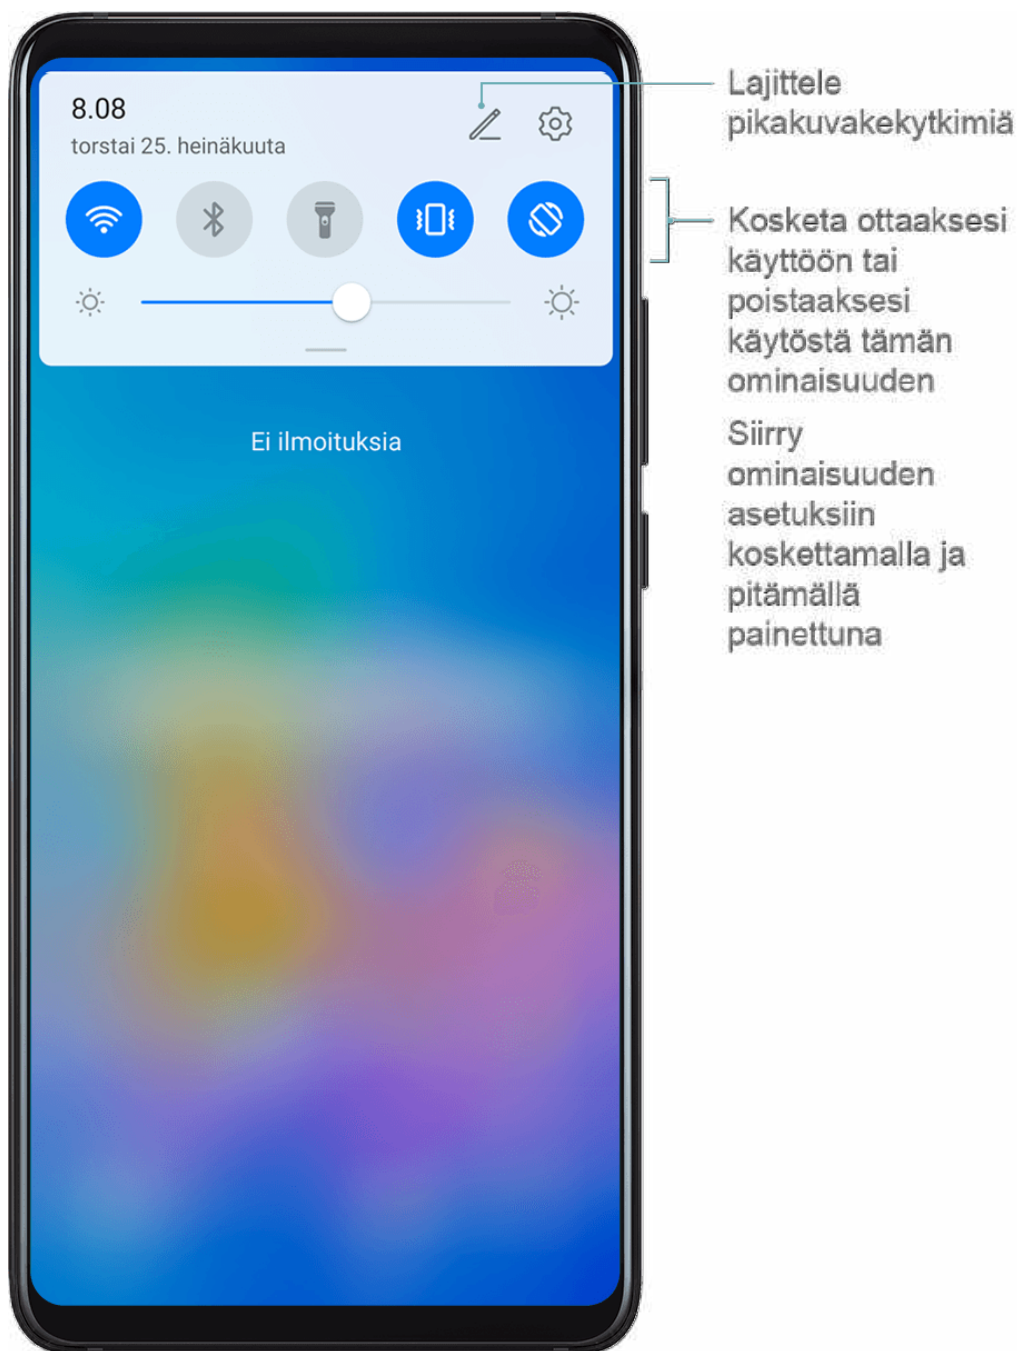 8.08
torstai 25. heinäkuuta
Ei ilmoituksia
Lajittele
pikakuvakekytkimiä
Kosketa ottaaksesi
käyttöön tai
poistaaksesi
käytöstä tämän
ominaisuuden
Siirry
ominaisuuden
asetuksiin
koskettamalla ja
pitämällä
painettuna